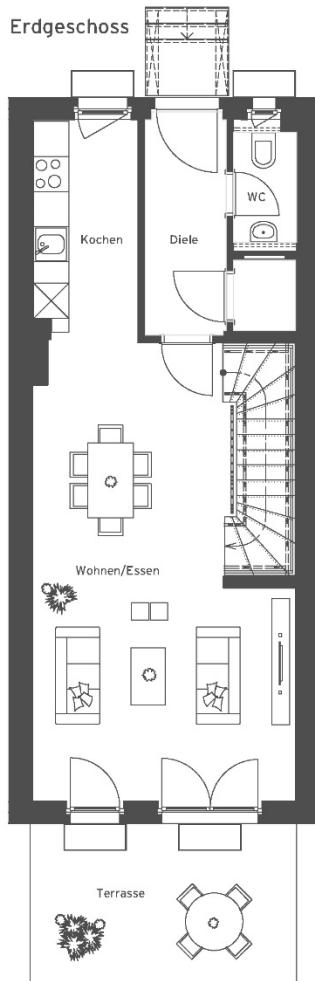 Erdgeschoss
WC
Kochen
Diele
Wohnen/Essen
Terrasse